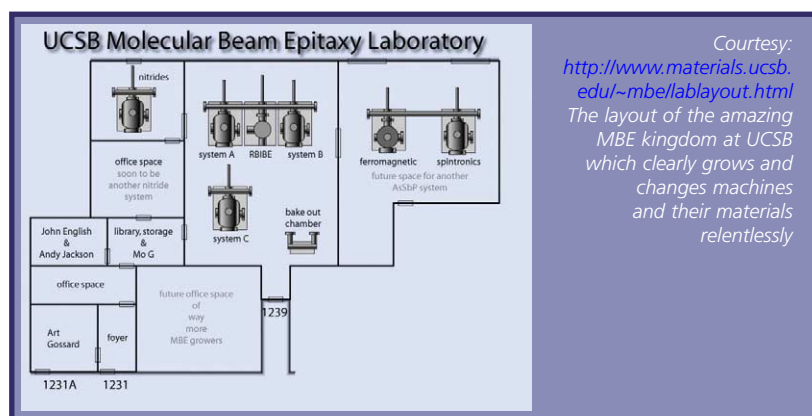 UCSB Molecular Beam Epitaxy Laboratory
nitrides
system A
RBIBE
system B
ferromagnetic
spintronics
future space for another
AsSbP system
office space
soon to be
another nitride
system
system C
bake out
chamber
John English
&
Andy Jackson
library, storage
&
Mo G
office space
future office space
of
way
more
MBE growers
1239
Art
Gossard
foyer
1231A
1231
Courtesy:
http://www.materials.ucsb.
edu/~mbe/lablayout.html
The layout of the amazing
MBE kingdom at UCSB
which clearly grows and
changes machines
and their materials
relentlessly